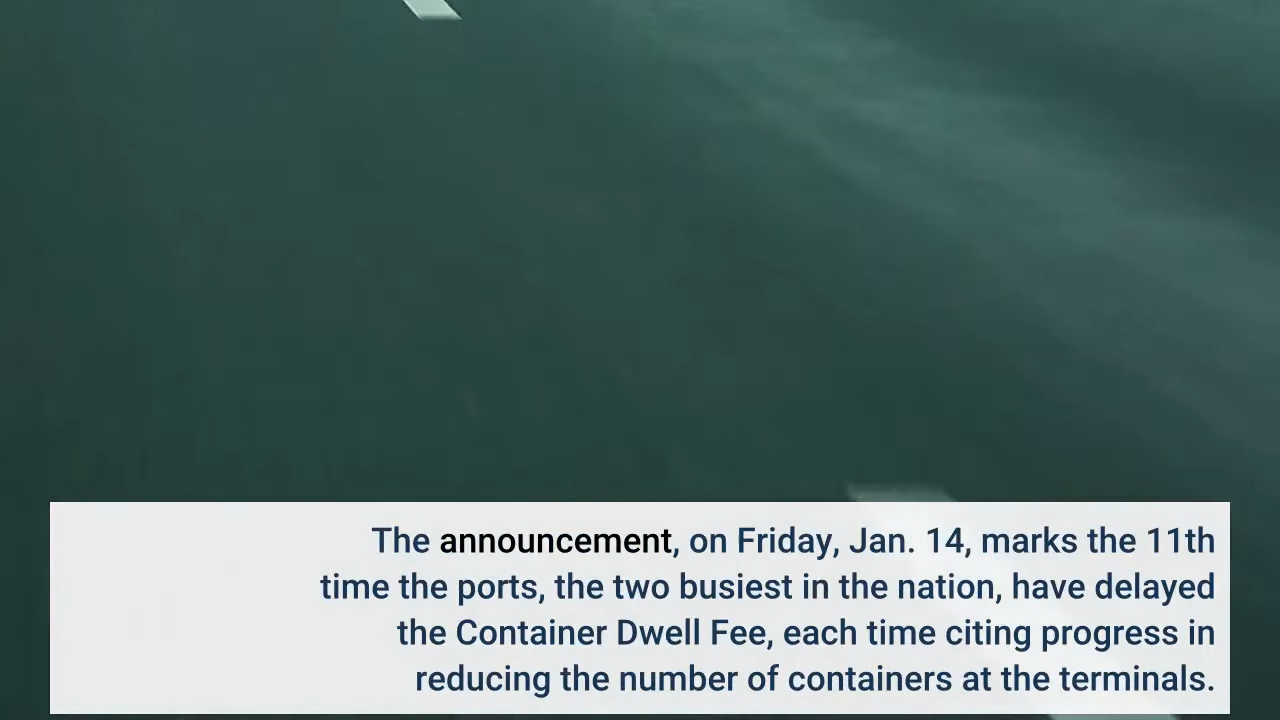 The announcement, on Friday, Jan. 14, marks the 11th
time the ports, the two busiest in the nation, have delayed
the Container Dwell Fee, each time citing progress in
reducing the number of containers at the terminals.